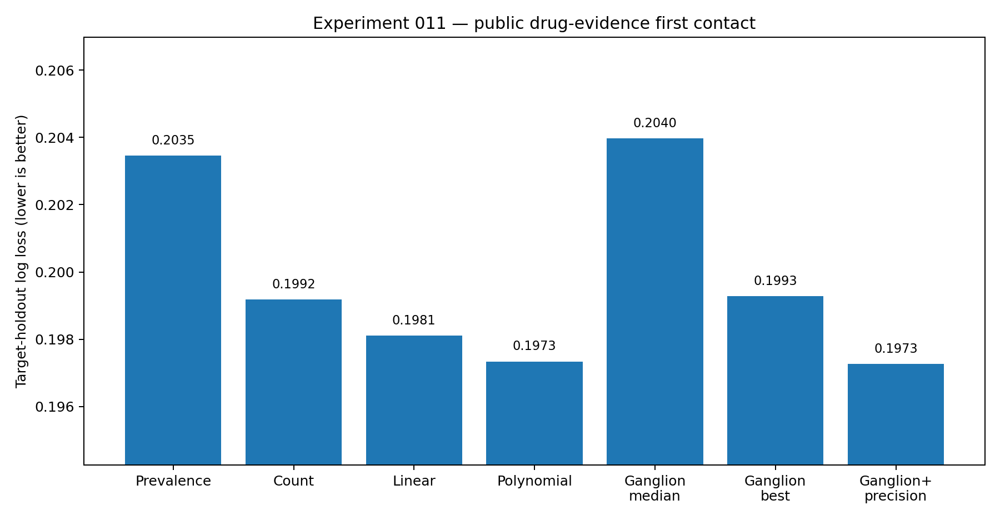 Experiment 011 — public drug-evidence first contact
Target-holdout log loss (lower is better)
0.206
0.204
0.202
0.200
0.198
0.196
0.2035
0.1992
0.1981
0.1973
0.2040
0.1993
0.1973
Prevalence
Count
Linear
Polynomial
Ganglion
median
Ganglion
best
Ganglion+
precision